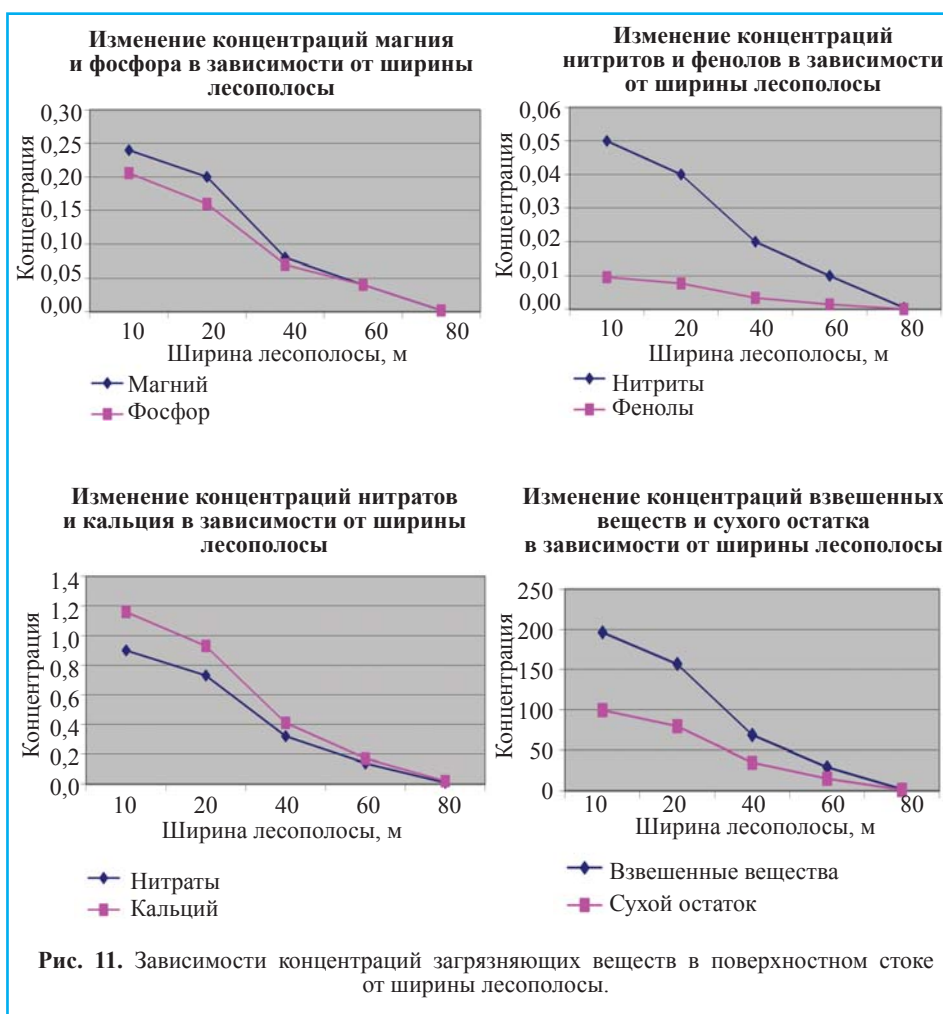 Изменение концентраций магния
и фосфора в зависимости от ширины
лесополосы
Концентрация
0,30
0,25
0,20
0,15
0,10
0,05
0,00
10 20 40 60 80
Ширина лесополосы, м
Магний
Фосфор
Изменение концентраций
нитритов и фенолов в зависимости
от ширины лесополосы
Концентрация
0,06
0,05
0,04
0,03
0,02
0,01
0,00
10 20 40 60 80
Ширина лесополосы, м
Нитриты
Фенолы
Изменение концентраций нитратов
и кальция в зависимости от ширины
лесополосы
Концентрация
1,4
1,2
1,0
0,8
0,6
0,4
0,2
0,0
10 20 40 60 80
Ширина лесополосы, м
Нитраты
Кальций
Изменение концентраций взвешенных
веществ и сухого остатка
в зависимости от ширины лесополосы
Концентрация
250
200
150
100
50
0
10 20 40 60 80
Ширина лесополосы, м
Взвешенные вещества
Сухой остаток
Рис. 11. Зависимости концентраций загрязняющих веществ в поверхностном стоке
от ширины лесополосы.